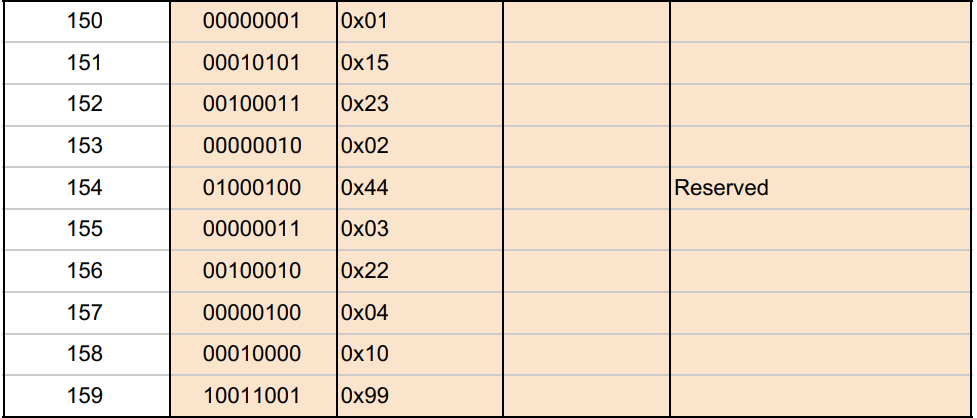 150 00000001 0x01
151 00010101 0x15
152 00100011 0x23
153 00000010 0x02
154 01000100 0x44 Reserved
155 00000011 0x03
156 00100010 0x22
157 00000100 0x04
158 00010000 0x10
159 10011001 0x99